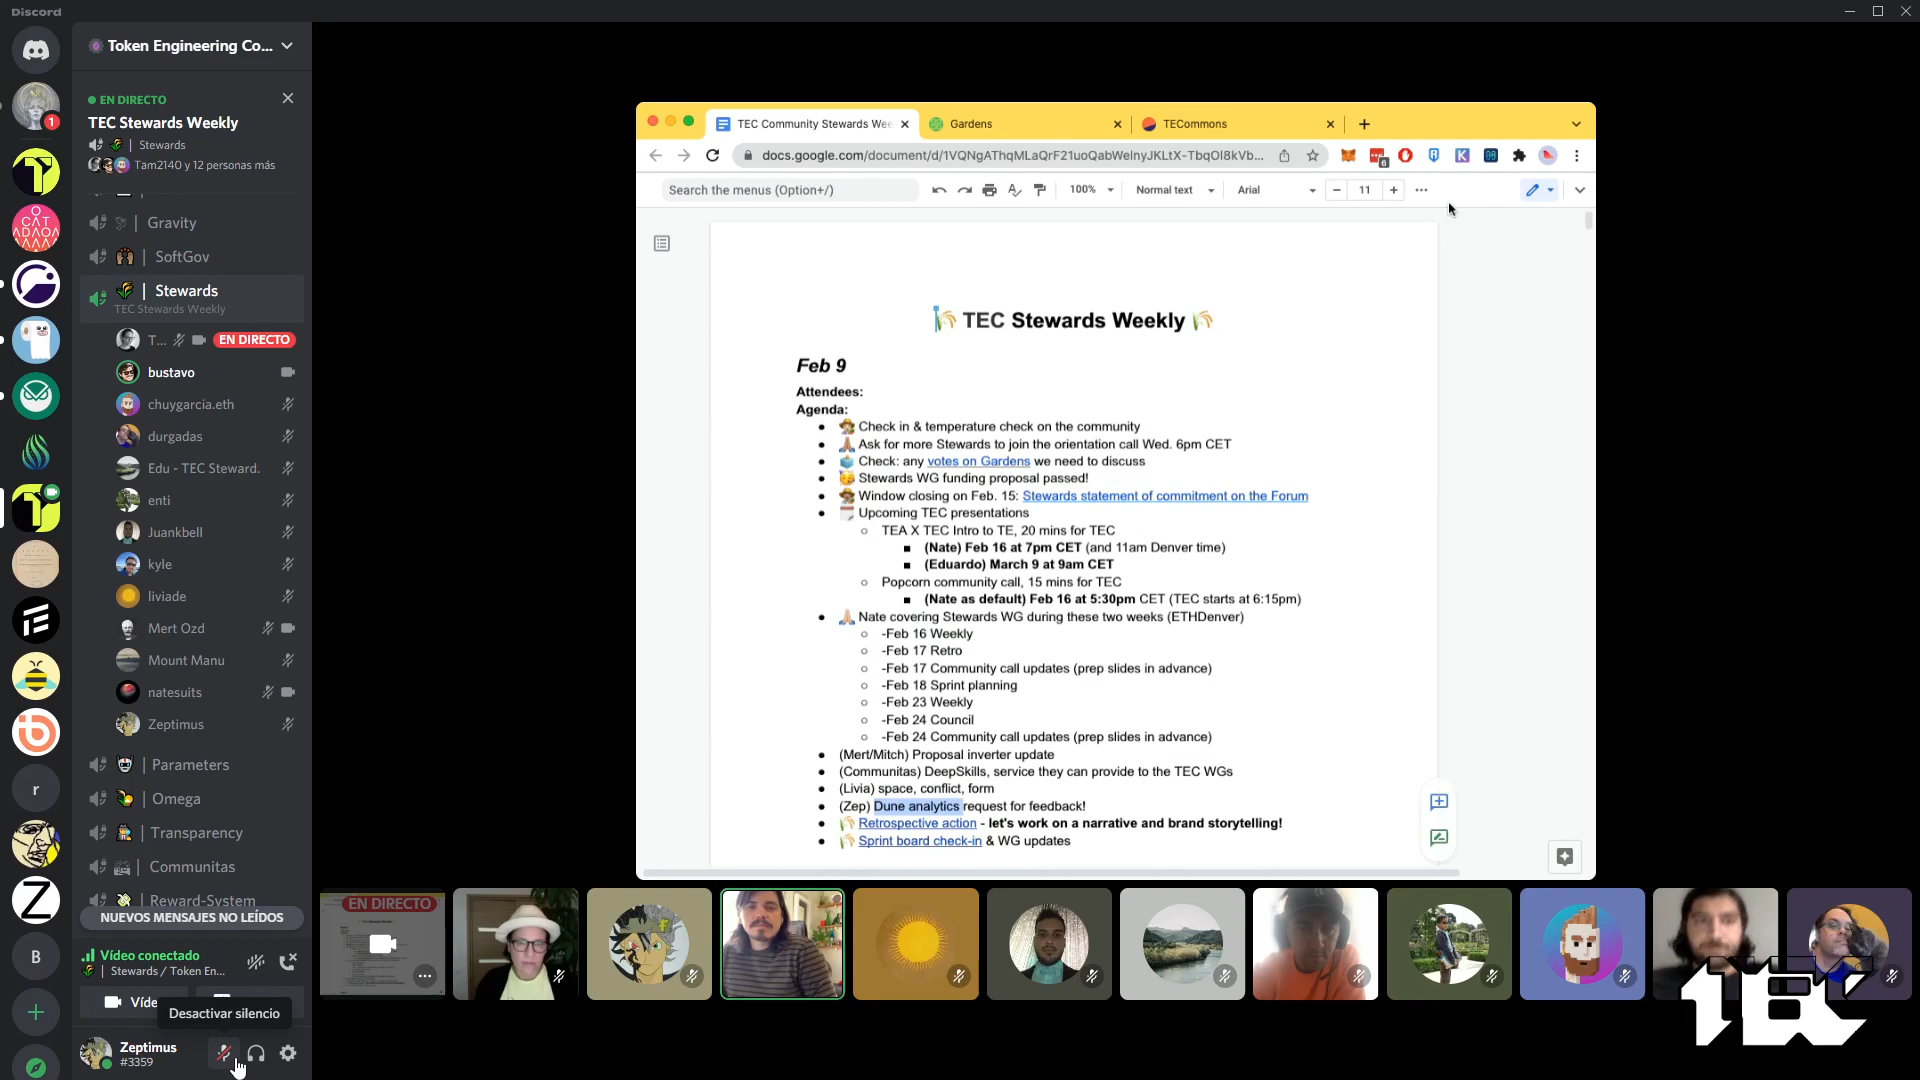 Discord
Token Engineering Co...
EN DIRECTO
TEC Stewards Weekly
| Stewards
Tam2140 y 12 personas más
| Gravity
| SoftGov
| Stewards
TEC Stewards Weekly
T... EN DIRECTO
bustavo
chuygarcia.eth
durgadas
Edu - TEC Steward.
enti
Juankbell
kyle
liviade
Mert Ozd
Mount Manu
natesuits
Zeptimus
| Parameters
| Omega
| Transparency
| Communitas
| Reward-System
NUEVOS MENSAJES NO LEÍDOS
Vídeo conectado
| Stewards / Token En...
Víde
Desactivar silencio
Zeptimus
#3359
1
r
B
TEC Community Stewards Wee
Gardens
TECommons
docs.google.com/document/d/1VQNgAThqMLaQrF21uoQabWelnyJKLtX-TbqOl8kVb...
6
Search the menus (Option+/)
100% Normal text Arial 11
TEC Stewards Weekly
Feb 9
Attendees:
Agenda:
Check in & temperature check on the community
Ask for more Stewards to join the orientation call Wed. 6pm CET
Check: any votes on Gardens we need to discuss
Stewards WG funding proposal passed!
Window closing on Feb. 15: Stewards statement of commitment on the Forum
Upcoming TEC presentations
TEA X TEC Intro to TE, 20 mins for TEC
(Nate) Feb 16 at 7pm CET (and 11am Denver time)
(Eduardo) March 9 at 9am CET
Popcorn community call, 15 mins for TEC
(Nate as default) Feb 16 at 5:30pm CET (TEC starts at 6:15pm)
Nate covering Stewards WG during these two weeks (ETHDenver)
-Feb 16 Weekly
-Feb 17 Retro
-Feb 17 Community call updates (prep slides in advance)
-Feb 18 Sprint planning
-Feb 23 Weekly
-Feb 24 Council
-Feb 24 Community call updates (prep slides in advance)
(Mert/Mitch) Proposal inverter update
(Communitas) DeepSkills, service they can provide to the TEC WGs
(Livia) space, conflict, form
(Zep) Dune analytics request for feedback!
Retrospective action - let's work on a narrative and brand storytelling!
Sprint board check-in & WG updates
EN DIRECTO
TEC